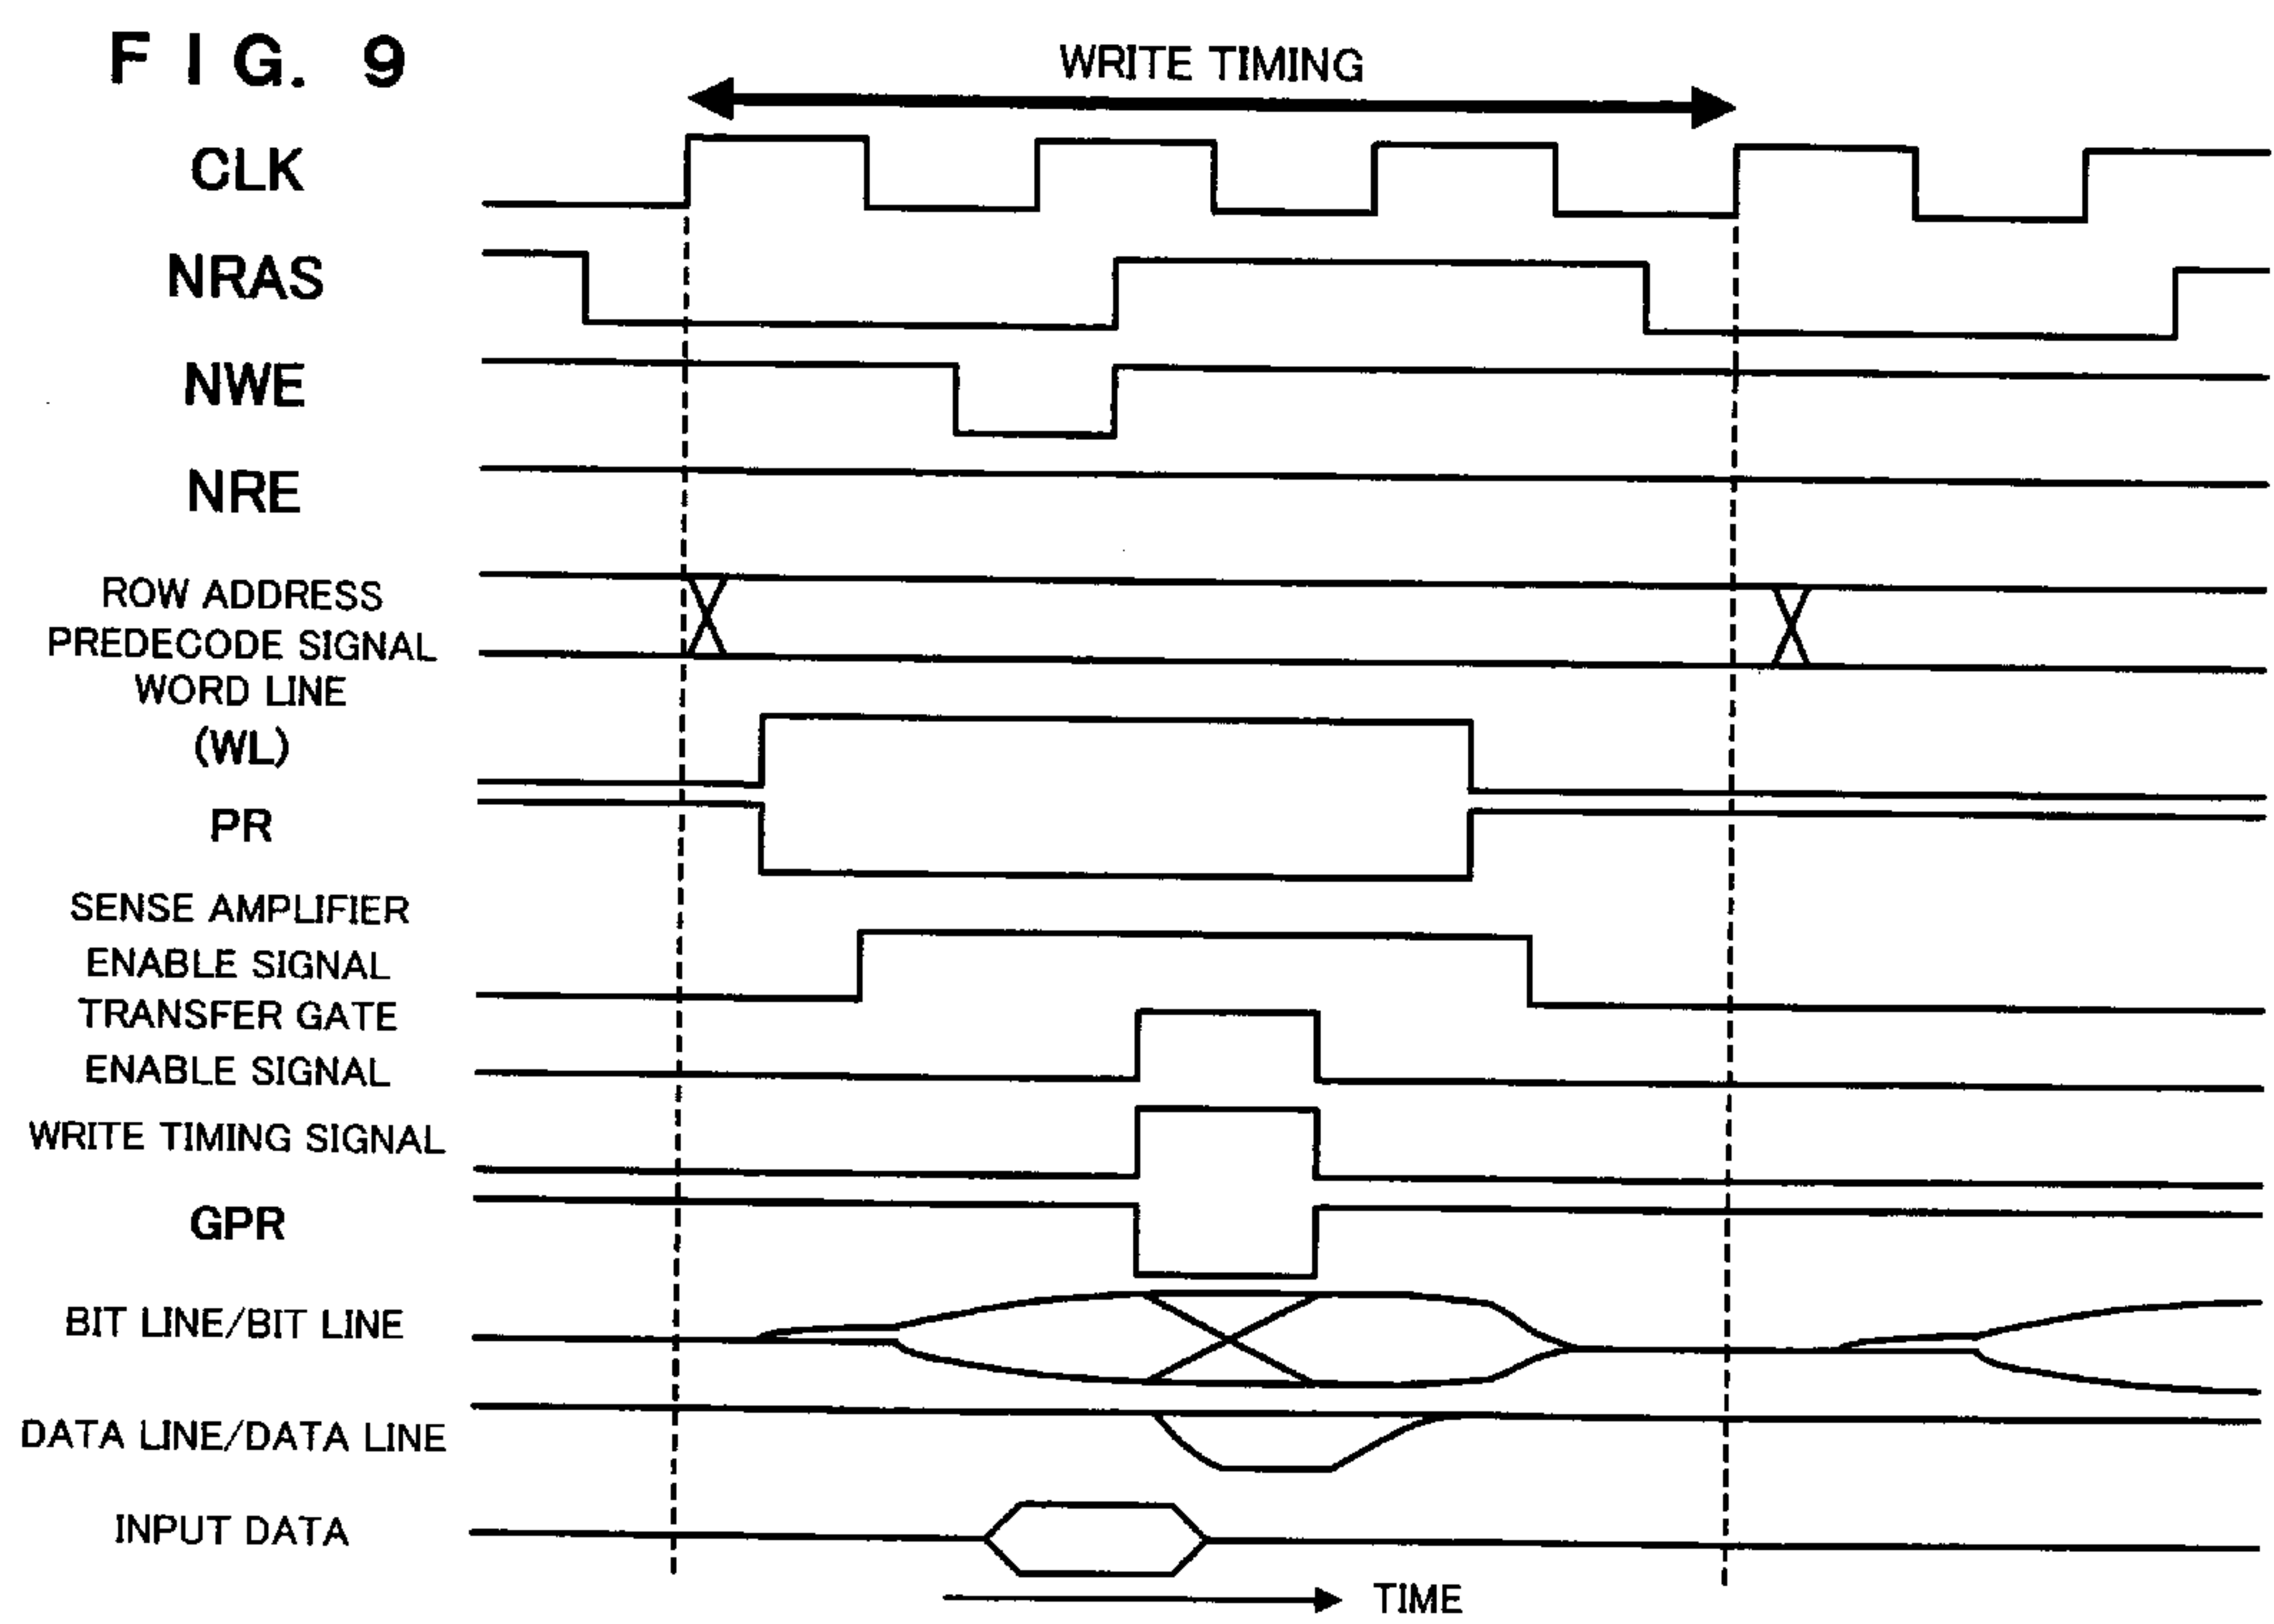 FIG. 9
WRITE TIMING
CLK
NRAS
NWE
NRE
ROW ADDRESS
PREDECODE SIGNAL
WORD LINE
(WL)
PR
SENSE AMPLIFIER
ENABLE SIGNAL
TRANSFER GATE
ENABLE SIGNAL
WRITE TIMING SIGNAL
GPR
BIT LINE/BIT LINE
DATA LINE/DATA LINE
INPUT DATA
TIME